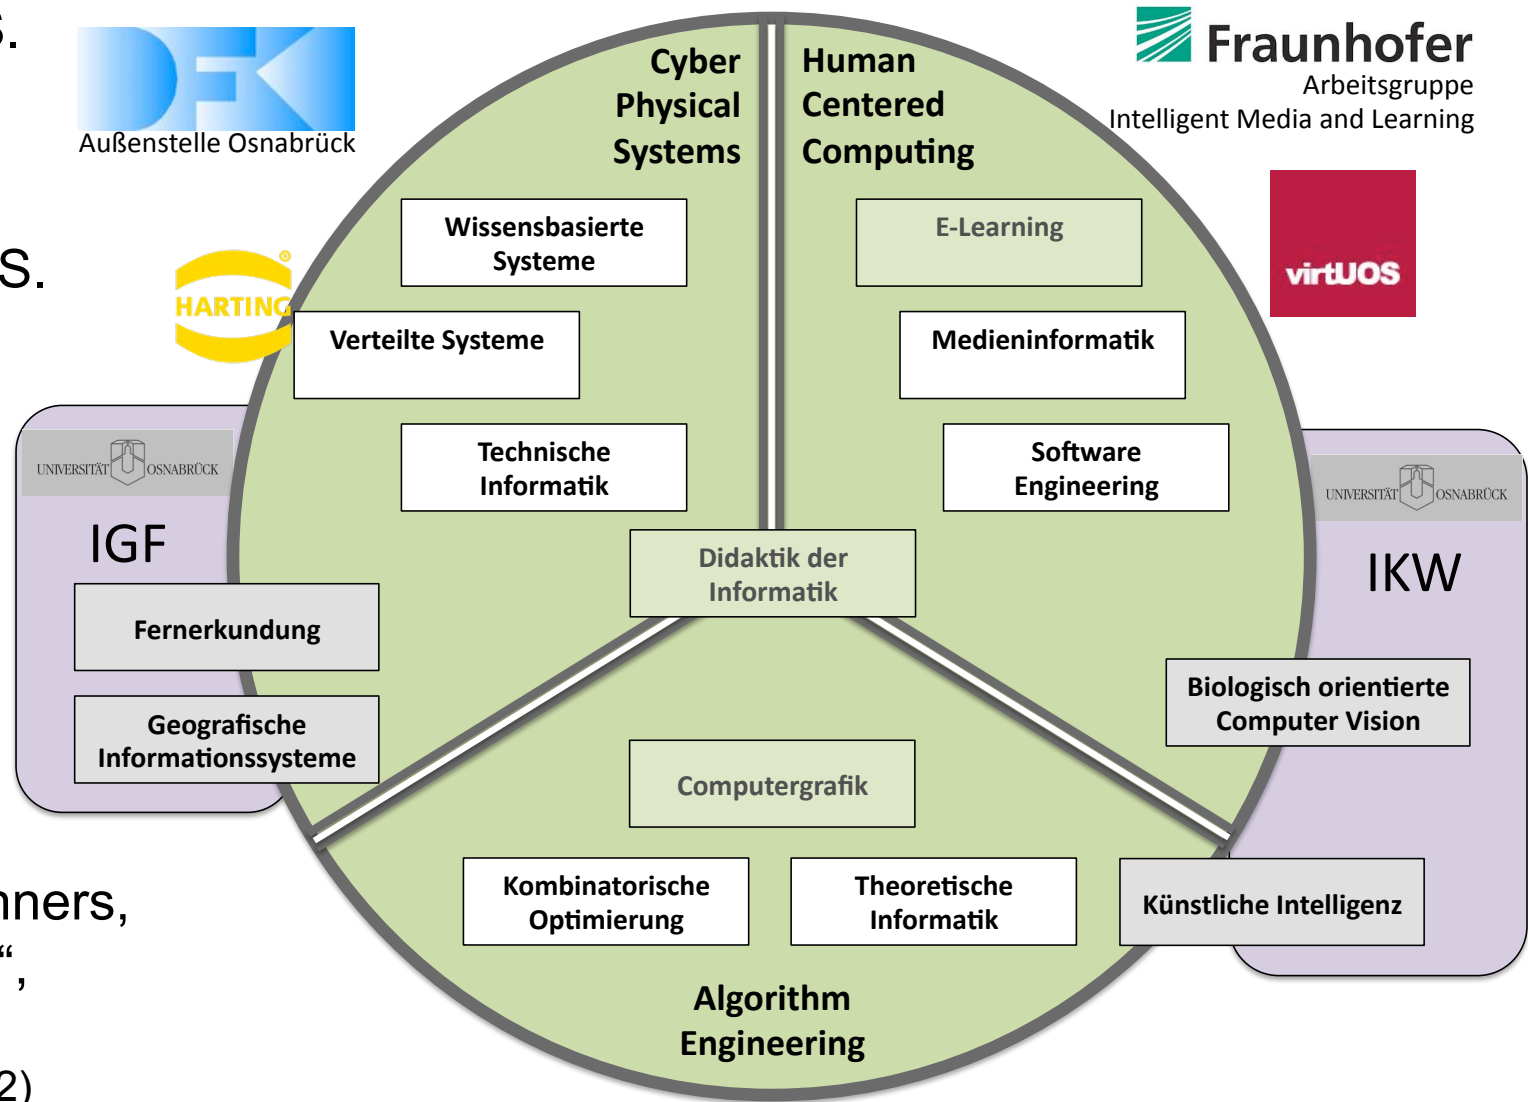 S.
DFK
Außenstelle Osnabrück
Cyber
Physical
Systems
Human
Centered
Computing
Fraunhofer
Arbeitsgruppe
Intelligent Media and Learning
Wissensbasierte
Systeme
E-Learning
virtUOS
S.
HARTING
®
Verteilte Systeme
Medieninformatik
Technische
Informatik
Software
Engineering
UNIVERSITÄT OSNABRÜCK
IGF
UNIVERSITÄT OSNABRÜCK
IKW
Didaktik der
Informatik
Fernerkundung
Geografische
Informationssysteme
Biologisch orientierte
Computer Vision
Computergrafik
Kombinatorische
Optimierung
Theoretische
Informatik
Künstliche Intelligenz
Algorithm
Engineering
nners,
“,
2)